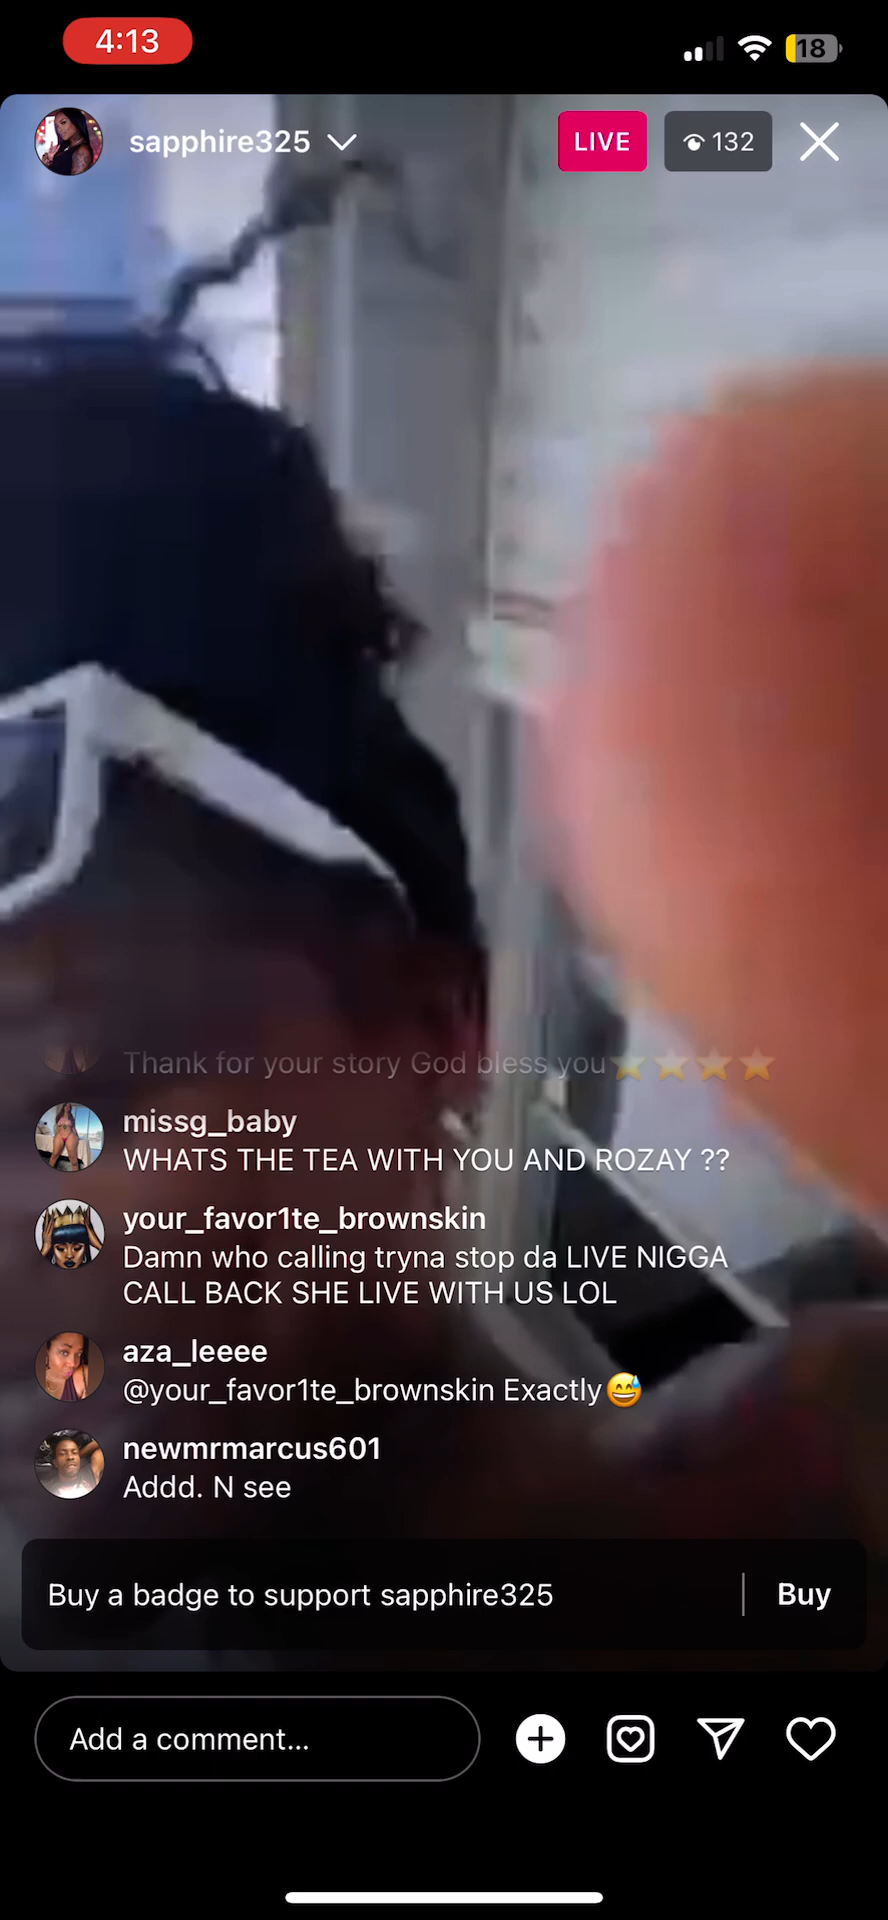 4:13
18
sapphire325
LIVE
132
Thank for your story God bless you⭐⭐⭐⭐
missg_baby
WHATS THE TEA WITH YOU AND ROZAY ??
your_favor1te_brownskin
Damn who calling tryna stop da LIVE NIGGA
CALL BACK SHE LIVE WITH US LOL
aza_leeee
@your_favor1te_brownskin Exactly😅
newmrmarcus601
Addd. N see
Buy a badge to support sapphire325
Buy
Add a comment...